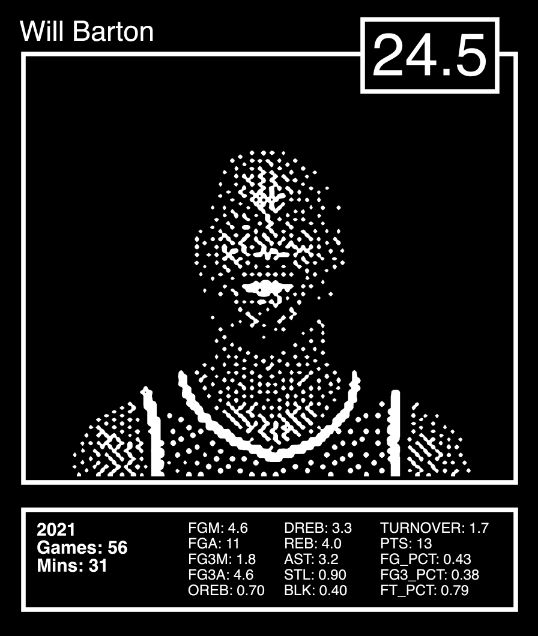 Will Barton
24.5
2021
Games: 56
Mins: 31
FGM: 4.6
FGA: 11
FG3M: 1.8
FG3A: 4.6
OREB: 0.70
DREB: 3.3
REB: 4.0
AST: 3.2
STL: 0.90
BLK: 0.40
TURNOVER: 1.7
PTS: 13
FG_PCT: 0.43
FG3_PCT: 0.38
FT_PCT: 0.79